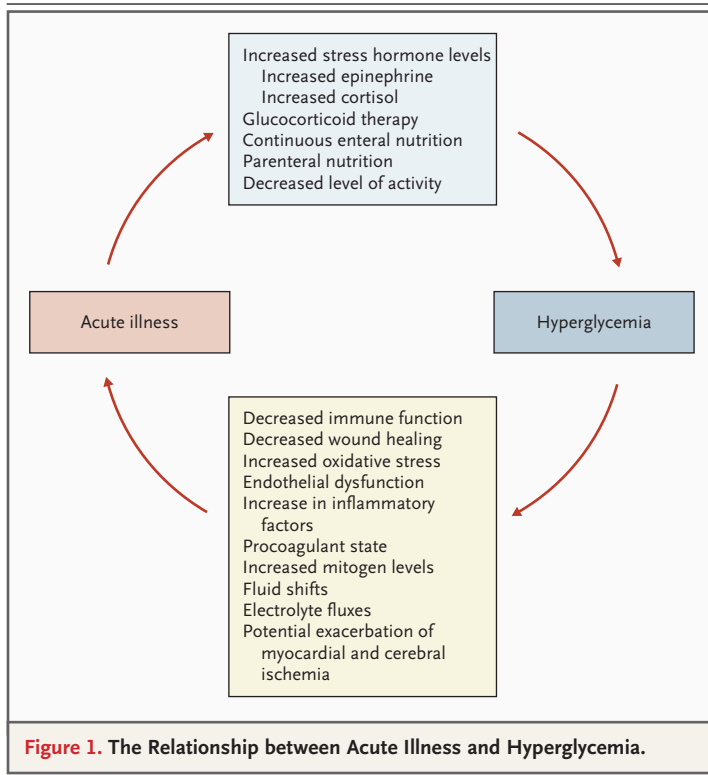 Increased stress hormone levels
Increased epinephrine
Increased cortisol
Glucocorticoid therapy
Continuous enteral nutrition
Parenteral nutrition
Decreased level of activity
Acute illness
Hyperglycemia
Decreased immune function
Decreased wound healing
Increased oxidative stress
Endothelial dysfunction
Increase in inflammatory
factors
Procoagulant state
Increased mitogen levels
Fluid shifts
Electrolyte fluxes
Potential exacerbation of
myocardial and cerebral
ischemia
Figure 1. The Relationship between Acute Illness and Hyperglycemia.